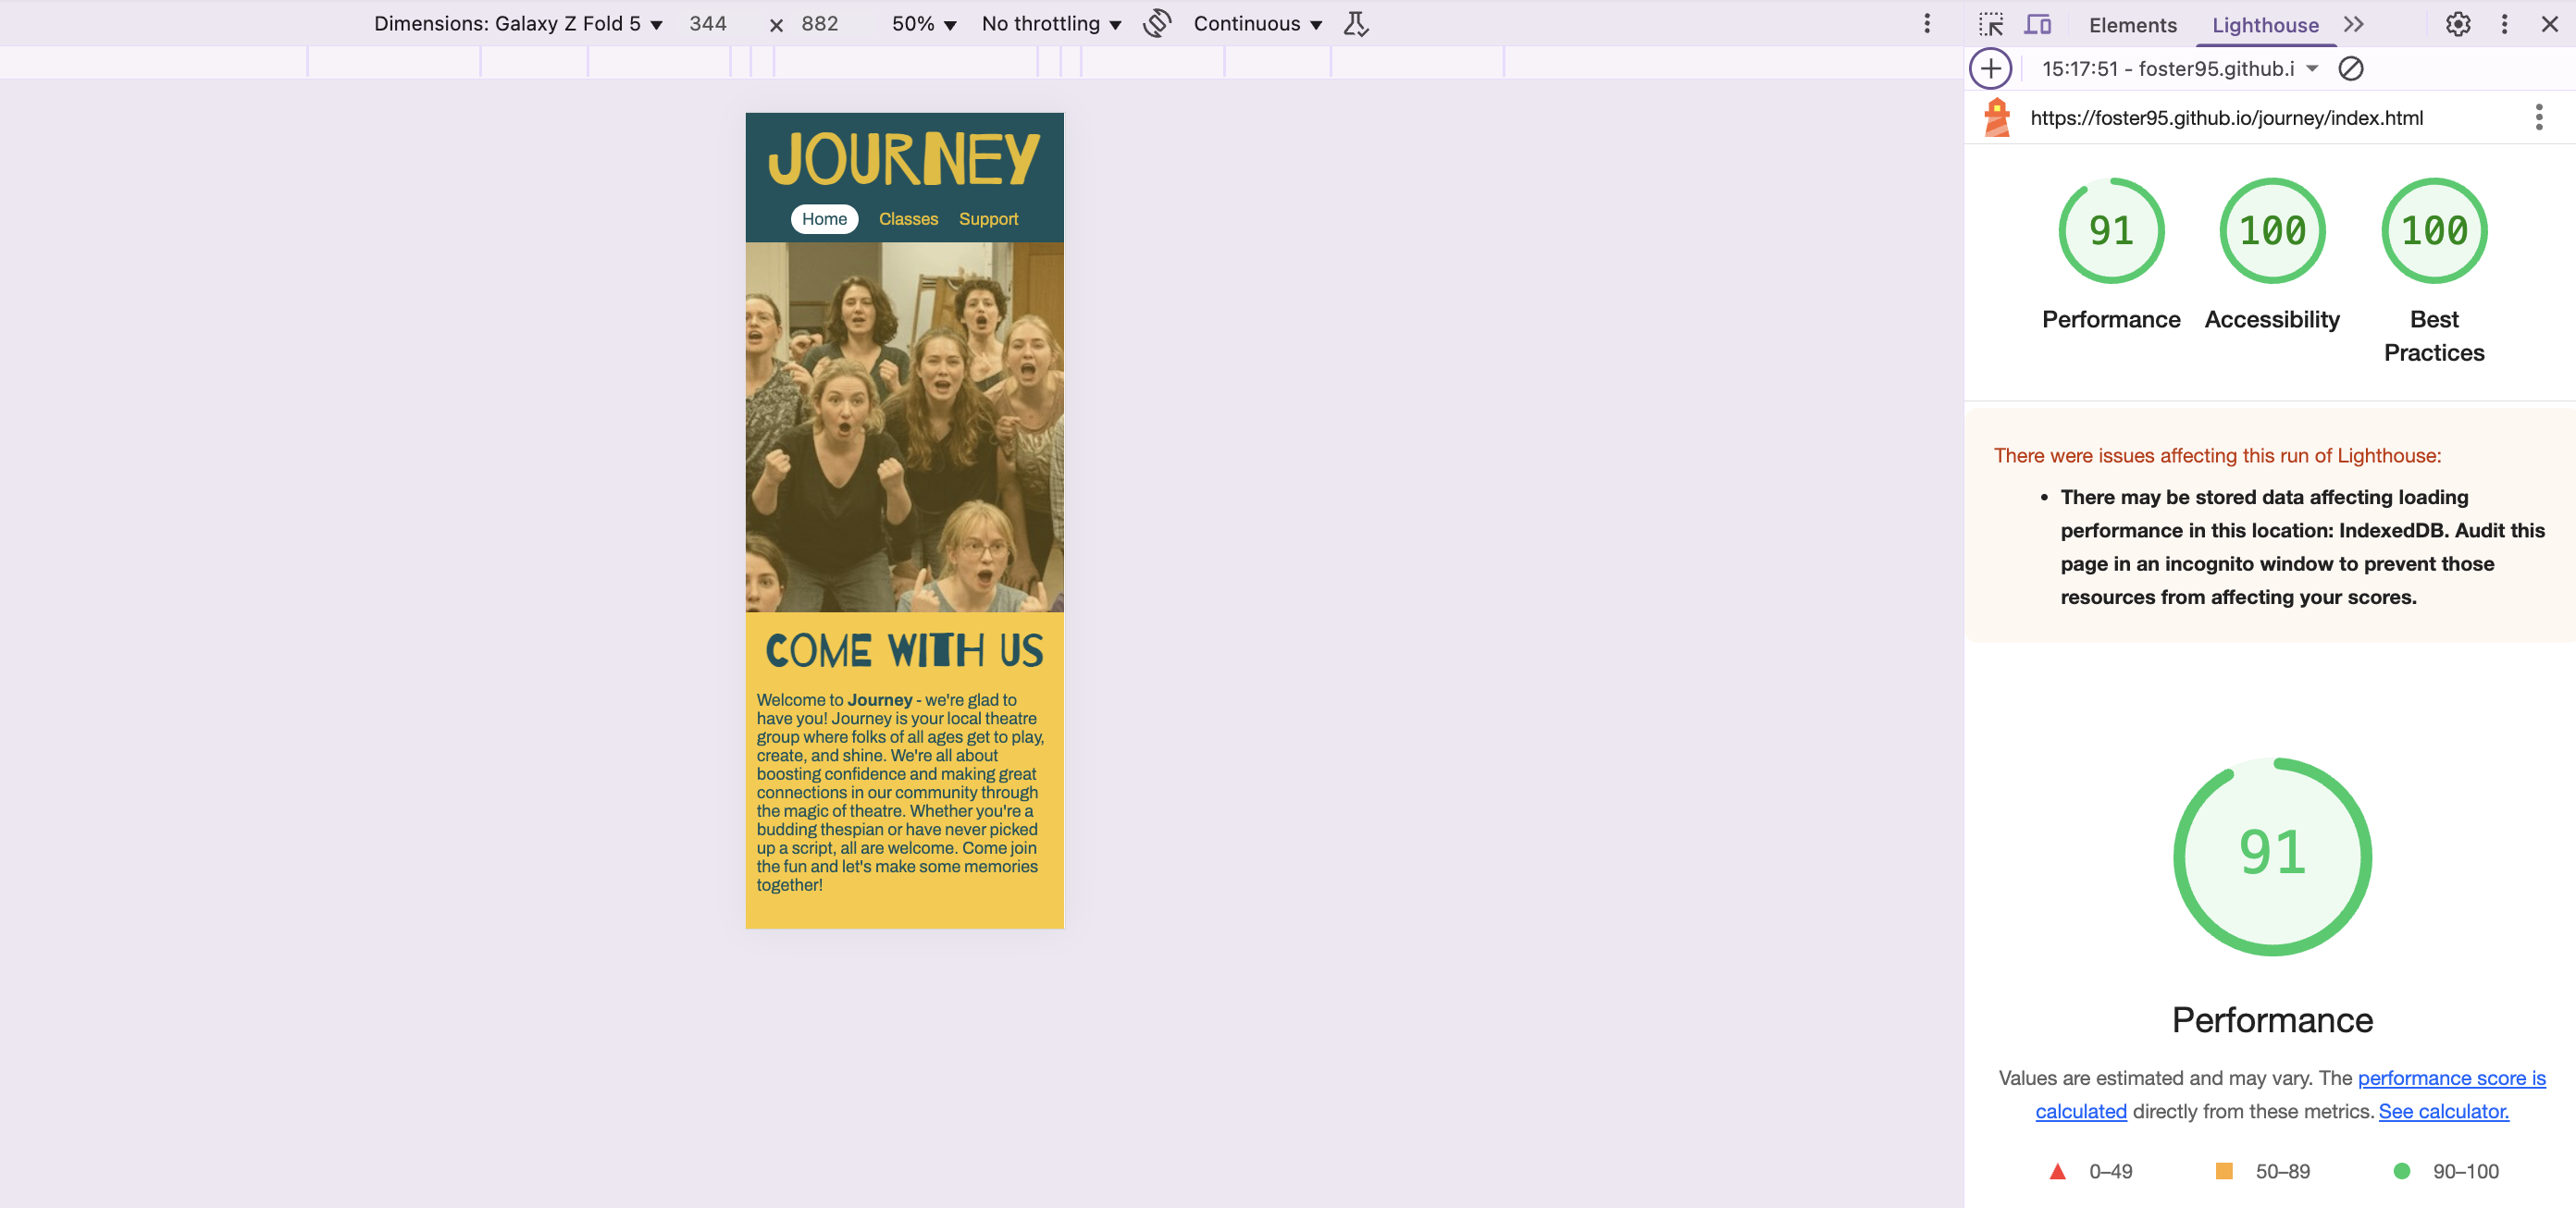 Dimensions: Galaxy Z Fold 5 ▼ 344 × 882 50% ▼ No throttling ▼ Continuous ▼
JOURNEY
Home Classes Support
COME WITH US
Welcome to Journey - we're glad to
have you! Journey is your local theatre
group where folks of all ages get to play,
create, and shine. We're all about
boosting confidence and making great
connections in our community through
the magic of theatre. Whether you're a
budding thespian or have never picked
up a script, all are welcome. Come join
the fun and let's make some memories
together!
Elements Lighthouse
15:17:51 - foster95.github.i
https://foster95.github.io/journey/index.html
91 100 100
Performance Accessibility Best
Practices
There were issues affecting this run of Lighthouse:
• There may be stored data affecting loading
performance in this location: IndexedDB. Audit this
page in an incognito window to prevent those
resources from affecting your scores.
91
Performance
Values are estimated and may vary. The performance score is
calculated directly from these metrics. See calculator.
0–49 50–89 90–100